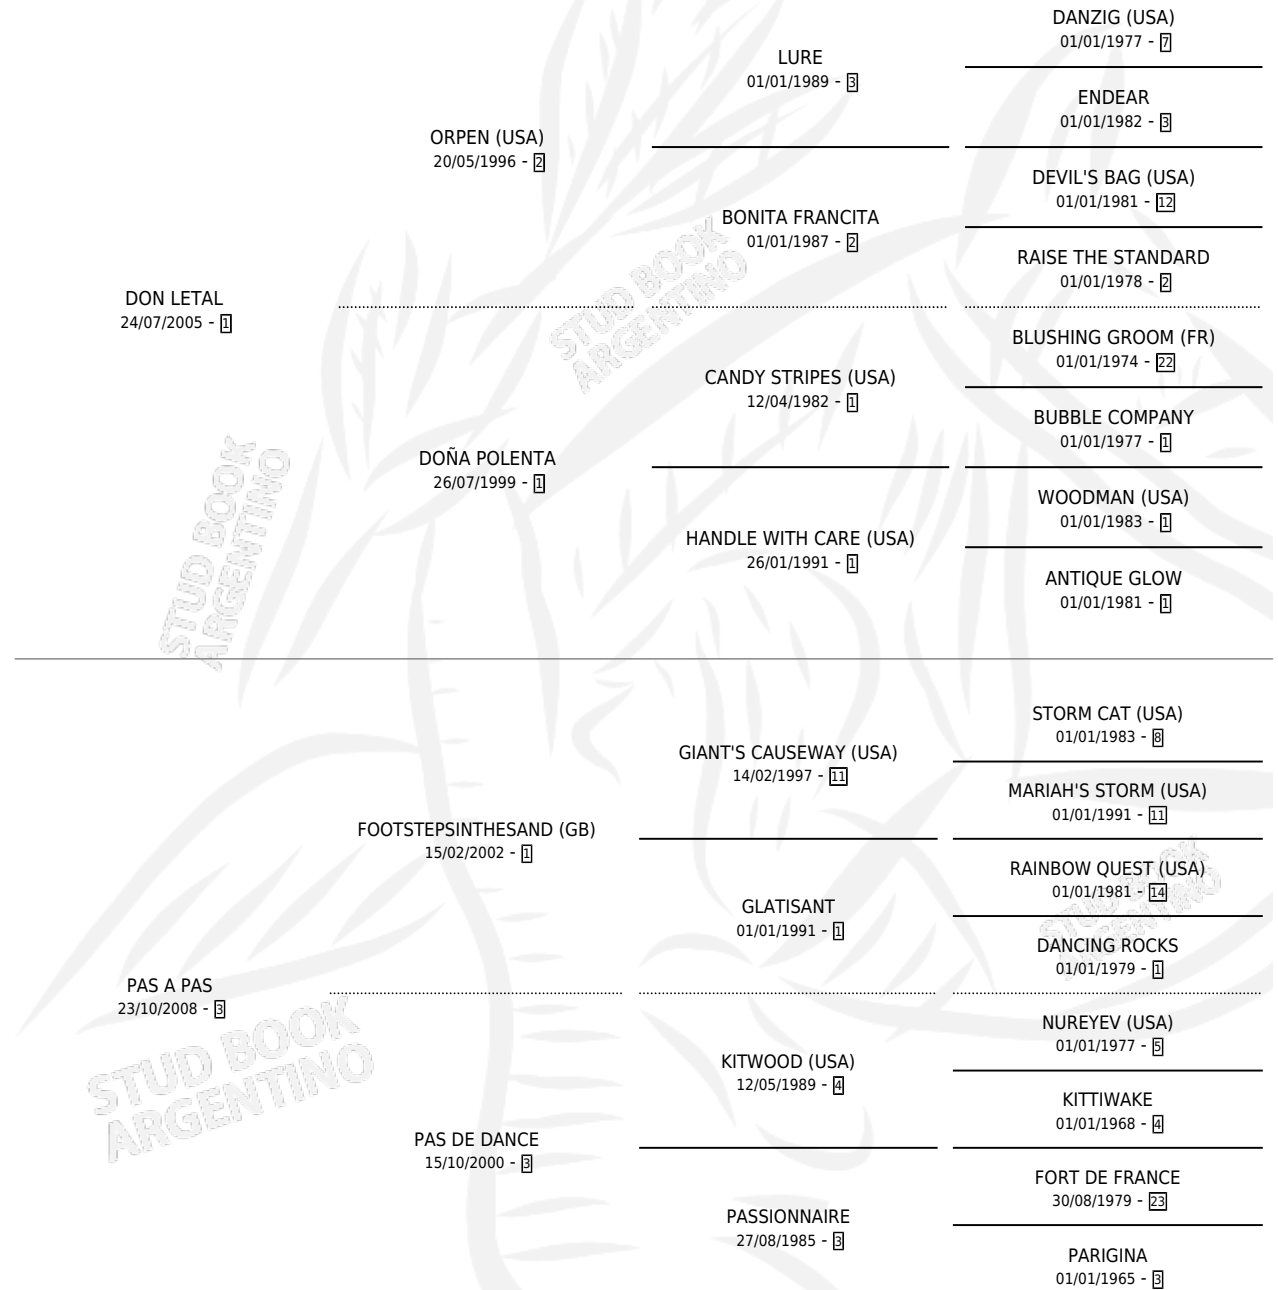 DANZIG (USA)
01/01/1977 - 7
LURE
01/01/1989 - 3
ENDEAR
01/01/1982 - 3
ORPEN (USA)
20/05/1996 - 2
DEVIL'S BAG (USA)
01/01/1981 - 12
BONITA FRANCITA
01/01/1987 - 2
RAISE THE STANDARD
01/01/1978 - 2
DON LETAL
24/07/2005 - 1
BLUSHING GROOM (FR)
01/01/1974 - 22
CANDY STRIPES (USA)
12/04/1982 - 1
BUBBLE COMPANY
01/01/1977 - 1
DOÑA POLENTA
26/07/1999 - 1
WOODMAN (USA)
01/01/1983 - 1
HANDLE WITH CARE (USA)
26/01/1991 - 1
ANTIQUE GLOW
01/01/1981 - 1
STORM CAT (USA)
01/01/1983 - 8
GIANT'S CAUSEWAY (USA)
14/02/1997 - 11
MARIAH'S STORM (USA)
01/01/1991 - 11
FOOTSTEPSINTHESAND (GB)
15/02/2002 - 1
RAINBOW QUEST (USA)
01/01/1981 - 14
GLATISANT
01/01/1991 - 1
DANCING ROCKS
01/01/1979 - 1
PAS A PAS
23/10/2008 - 3
NUREYEV (USA)
01/01/1977 - 5
KITWOOD (USA)
12/05/1989 - 4
KITTIWAKE
01/01/1968 - 4
PAS DE DANCE
15/10/2000 - 3
FORT DE FRANCE
30/08/1979 - 23
PASSIONNAIRE
27/08/1985 - 3
PARIGINA
01/01/1965 - 3
STUD BOOK
ARGENTINO
STUD BOOK
ARGENTINO
STUD BOOK
ARGENTINO
STUD BOOK
ARGENTINO